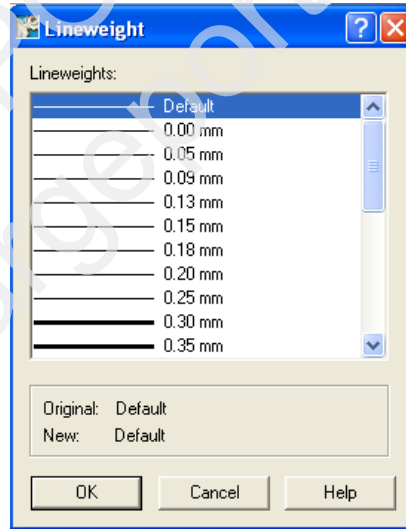 Lineweight
Lineweights:
Default
0.00 mm
0.05 mm
0.09 mm
0.13 mm
0.15 mm
0.18 mm
0.20 mm
0.25 mm
0.30 mm
0.35 mm
Original: Default
New: Default
OK Cancel Help